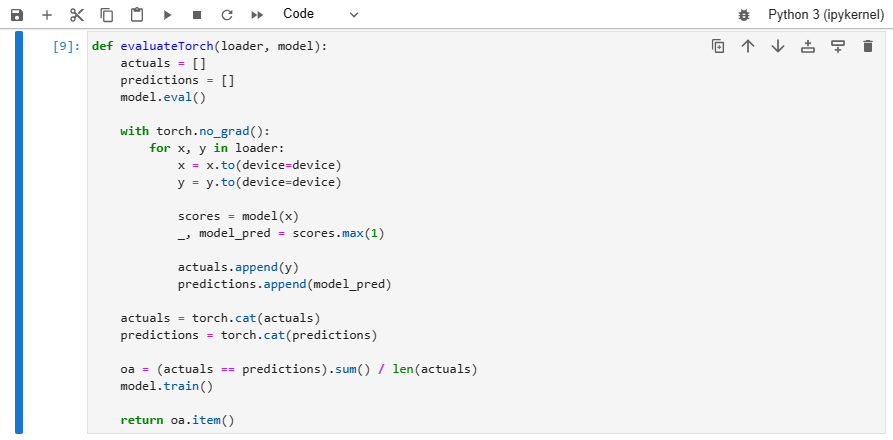 Code
Python 3 (ipykernel)
[9]: def evaluateTorch(loader, model):
    actuals = []
    predictions = []
    model.eval()

    with torch.no_grad():
        for x, y in loader:
            x = x.to(device=device)
            y = y.to(device=device)

            scores = model(x)
            _, model_pred = scores.max(1)

            actuals.append(y)
            predictions.append(model_pred)

    actuals = torch.cat(actuals)
    predictions = torch.cat(predictions)

    oa = (actuals == predictions).sum() / len(actuals)
    model.train()

    return oa.item()